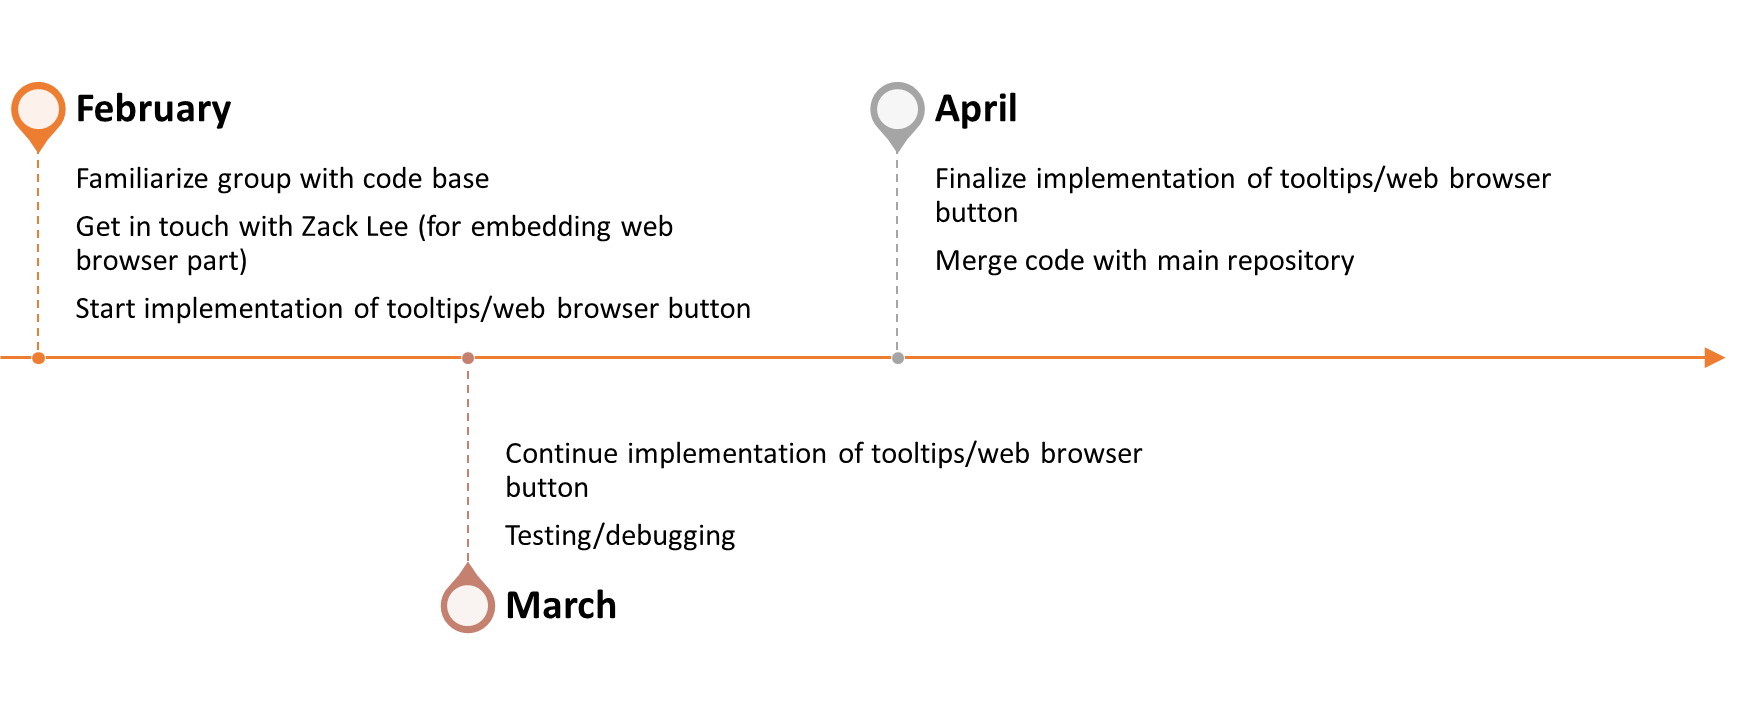 February
Familiarize group with code base
Get in touch with Zack Lee (for embedding web
browser part)
Start implementation of tooltips/web browser button
April
Finalize implementation of tooltips/web browser
button
Merge code with main repository
Continue implementation of tooltips/web browser
button
Testing/debugging
March